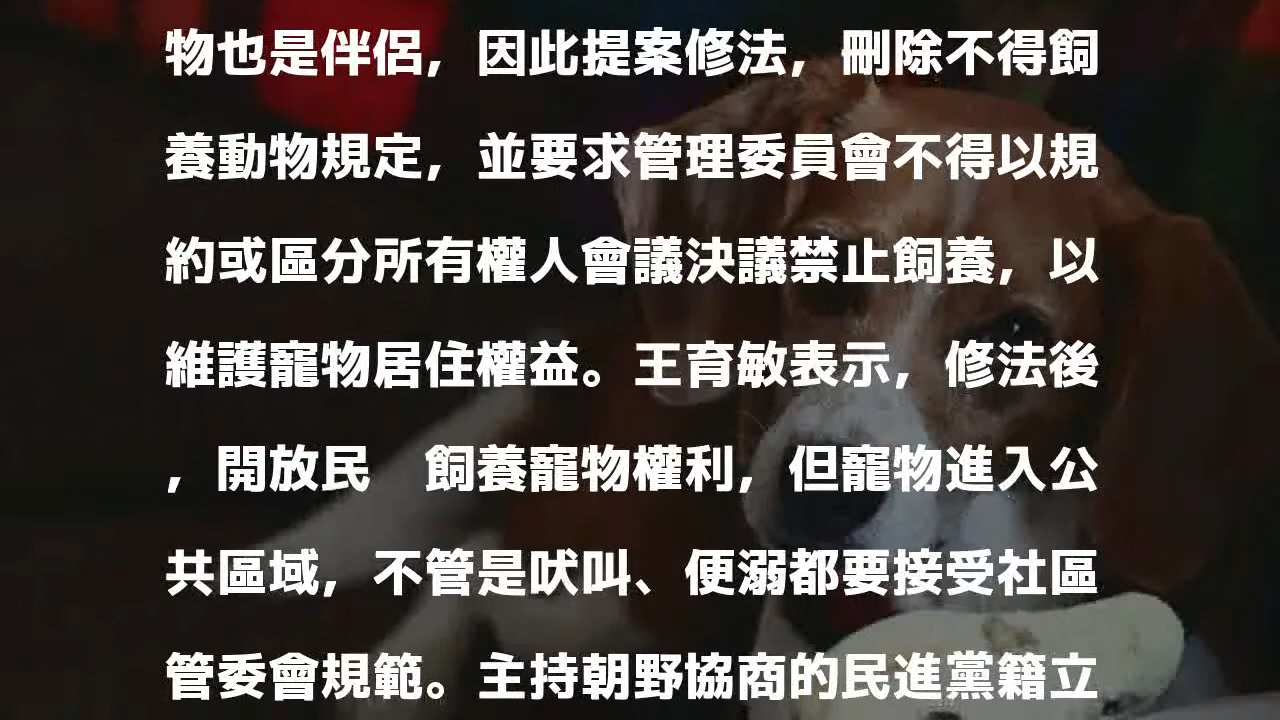 物也是伴侶，因此提案修法，刪除不得飼
養動物規定，並要求管理委員會不得以規
約或區分所有權人會議決議禁止飼養，以
維護寵物居住權益。王育敏表示，修法後
，開放民　飼養寵物權利，但寵物進入公
共區域，不管是吠叫、便溺都要接受社區
管委會規範。主持朝野協商的民進黨籍立